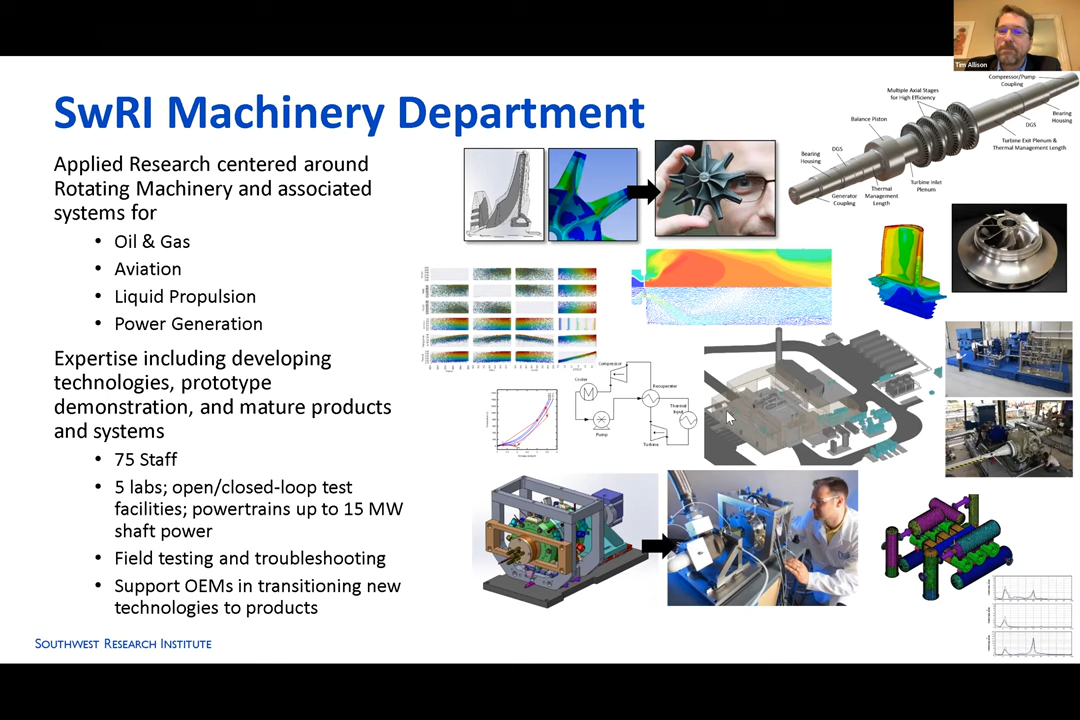 Tim Allison
SwRI Machinery Department
Applied Research centered around
Rotating Machinery and associated
systems for
• Oil & Gas
• Aviation
• Liquid Propulsion
• Power Generation
Expertise including developing
technologies, prototype
demonstration, and mature products
and systems
• 75 Staff
• 5 labs; open/closed-loop test
facilities; powertrains up to 15 MW
shaft power
• Field testing and troubleshooting
• Support OEMs in transitioning new
technologies to products
Compressor/Pump
Coupling
Multiple Axial Stages
for High Efficiency
Bearing
Housing
Balance Piston
DGS
Turbine Exit Plenum &
Thermal Management Length
DGS
Bearing
Housing
Turbine Inlet
Plenum
Thermal
Management
Length
Generator
Coupling
Compressor
Cooler
Recuperator
Thermal
Input
Pump
Turbine
Southwest Research Institute